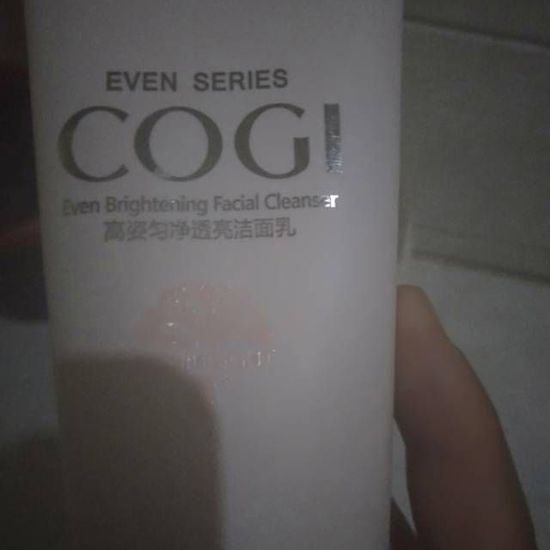 EVEN SERIES
COGI
Even Brightening Facial Cleanser
高姿匀净透亮洁面乳